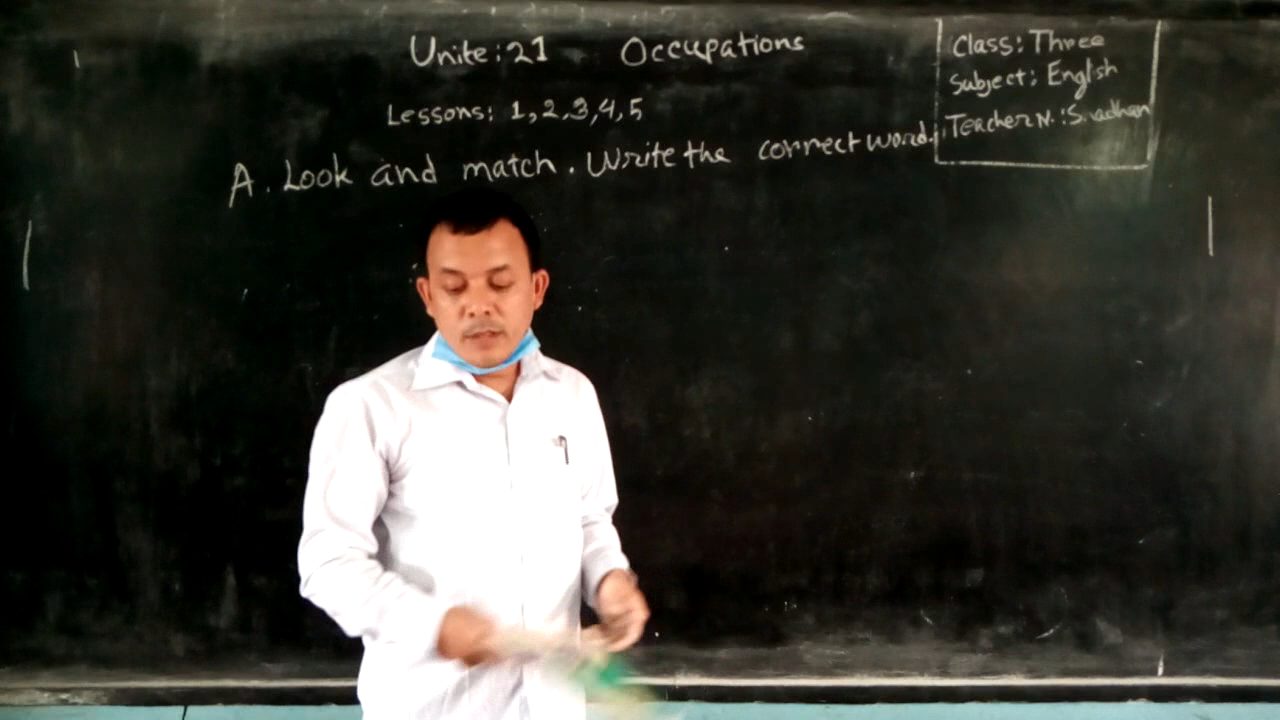 Unite: 21 Occupations
Lessons: 1, 2, 3, 4, 5
A. Look and match. Write the correct word.
Class: Three
Subject: English
Teacher N.: